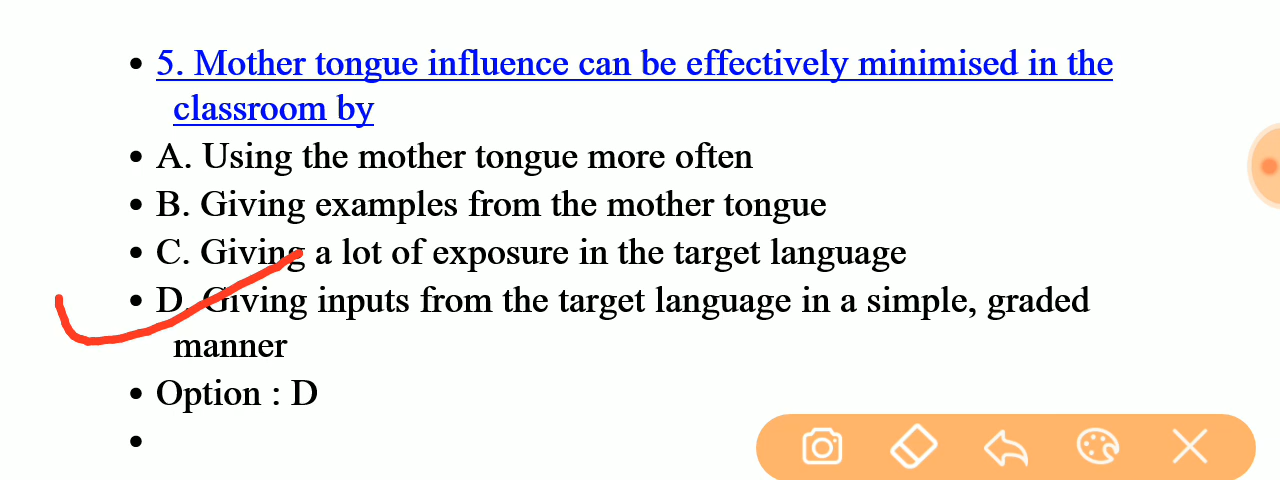 • 5. Mother tongue influence can be effectively minimised in the
classroom by
• A. Using the mother tongue more often
• B. Giving examples from the mother tongue
• C. Giving a lot of exposure in the target language
• D. Giving inputs from the target language in a simple, graded
manner
• Option : D
•